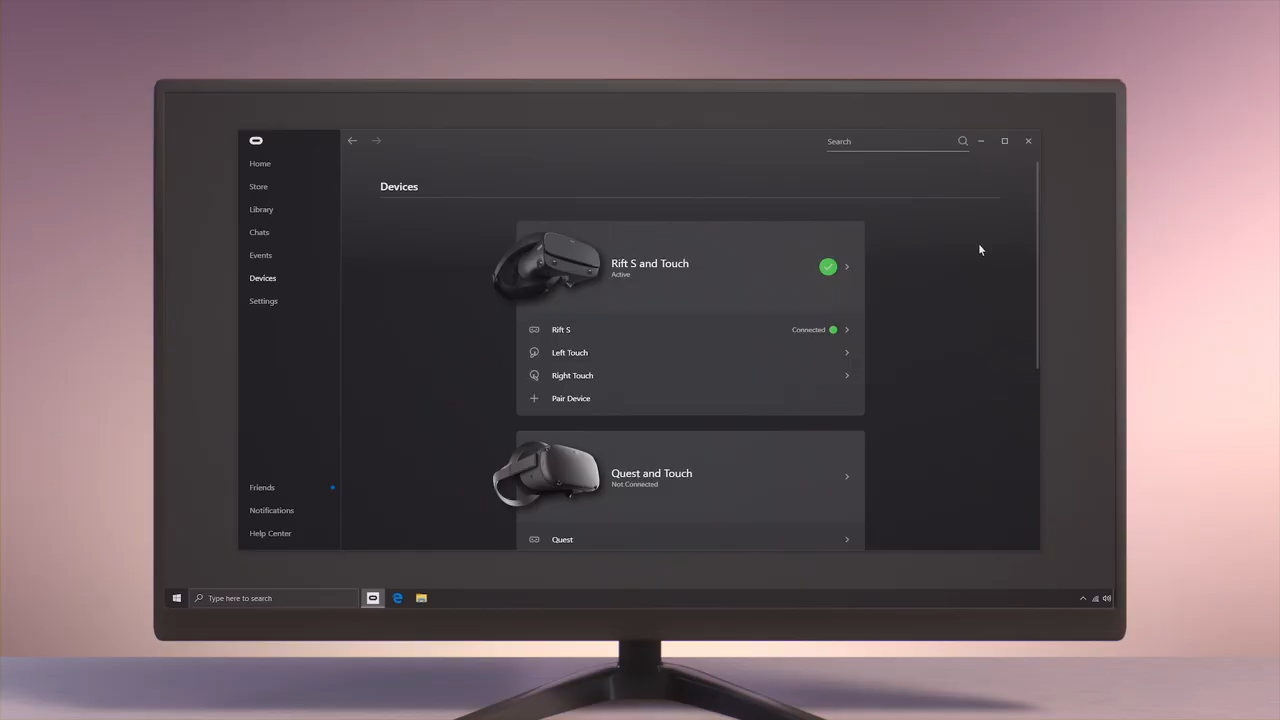 Search
Home
Store
Library
Chats
Events
Devices
Settings
Friends
Notifications
Help Center
Devices
Rift S and Touch
Active
Rift S
Connected
Left Touch
Right Touch
Pair Device
Quest and Touch
Not Connected
Quest
Type here to search